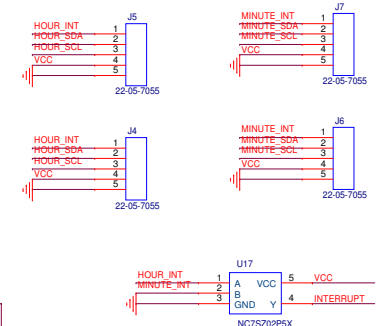 J5
HOUR_INT 1
HOUR_SDA 2
HOUR_SCL 3
VCC 4
5
22-05-7055
J7
MINUTE_INT 1
MINUTE_SDA 2
MINUTE_SCL 3
VCC 4
5
22-05-7055
J4
HOUR_INT 1
HOUR_SDA 2
HOUR_SCL 3
VCC 4
5
22-05-7055
J6
MINUTE_INT 1
MINUTE_SDA 2
MINUTE_SCL 3
VCC 4
5
22-05-7055
U17
HOUR_INT 1 A VCC 5 VCC
MINUTE_INT 2 B
3 GND Y 4 INTERRUPT
NC7SZ02P5X